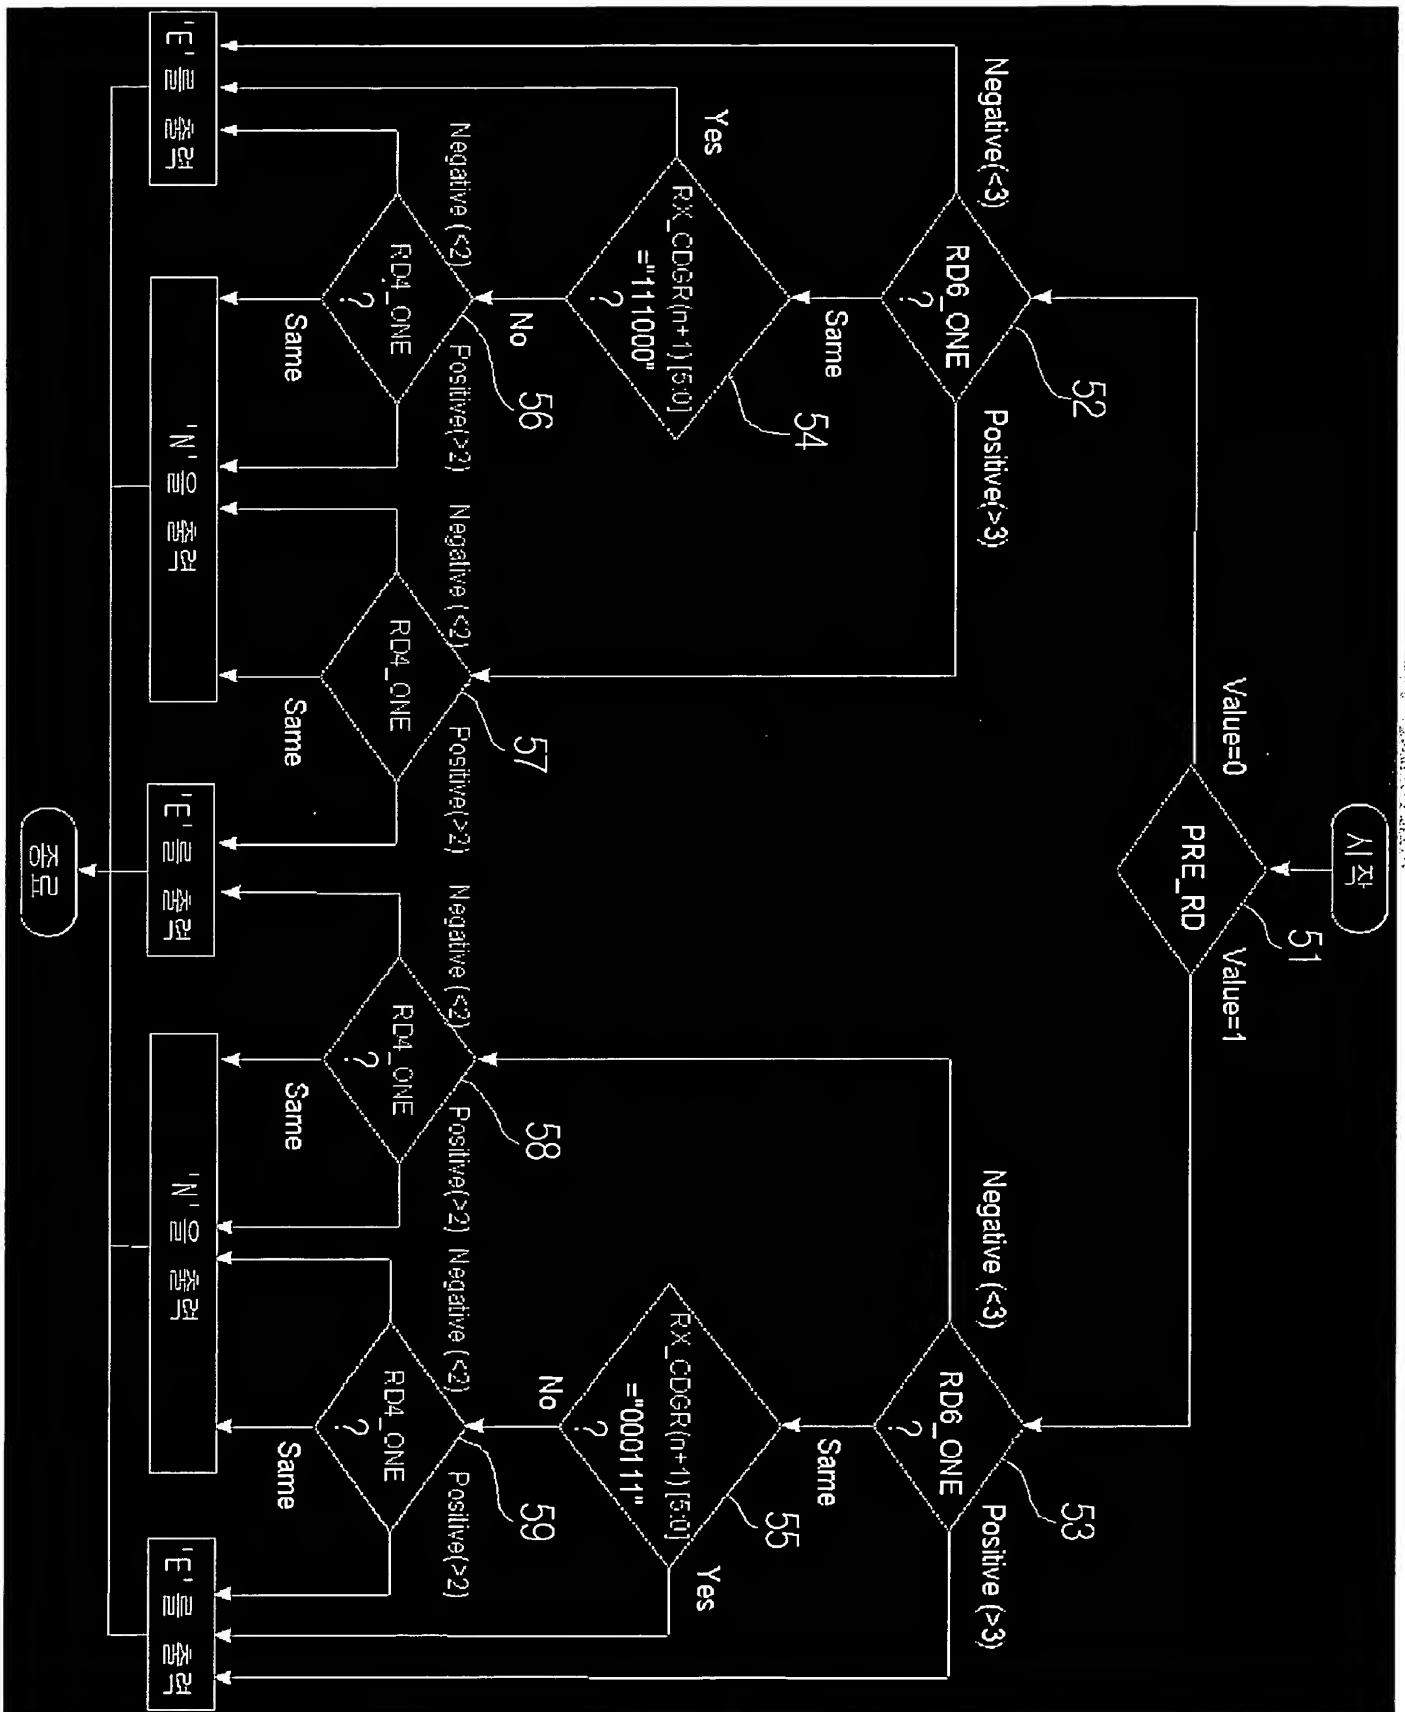 시작
51
PRE_RD
Value=0
Value=1
52
RD6_ONE
?
Negative(<3)
Positive(>3)
Same
53
RD6_ONE
?
Negative (<3)
Positive (>3)
Same
54
RX_CDGR(n+1)[5:0]
="111000"
?
Yes
No
55
RX_CDGR(n+1)[5:0]
="000111"
?
No
Yes
56
RD4_ONE
?
Negative (<2)
Positive(>2)
Same
57
RD4_ONE
Negative (<2)
Positive(>2)
Same
58
RD4_ONE
?
Negative (<2)
Positive(>2)
Same
59
RD4_ONE
?
Negative (<2)
Positive(>2)
Same
'E'를 출력
'N'을 출력
'E'를 출력
'N'을 출력
'E'를 출력
종료